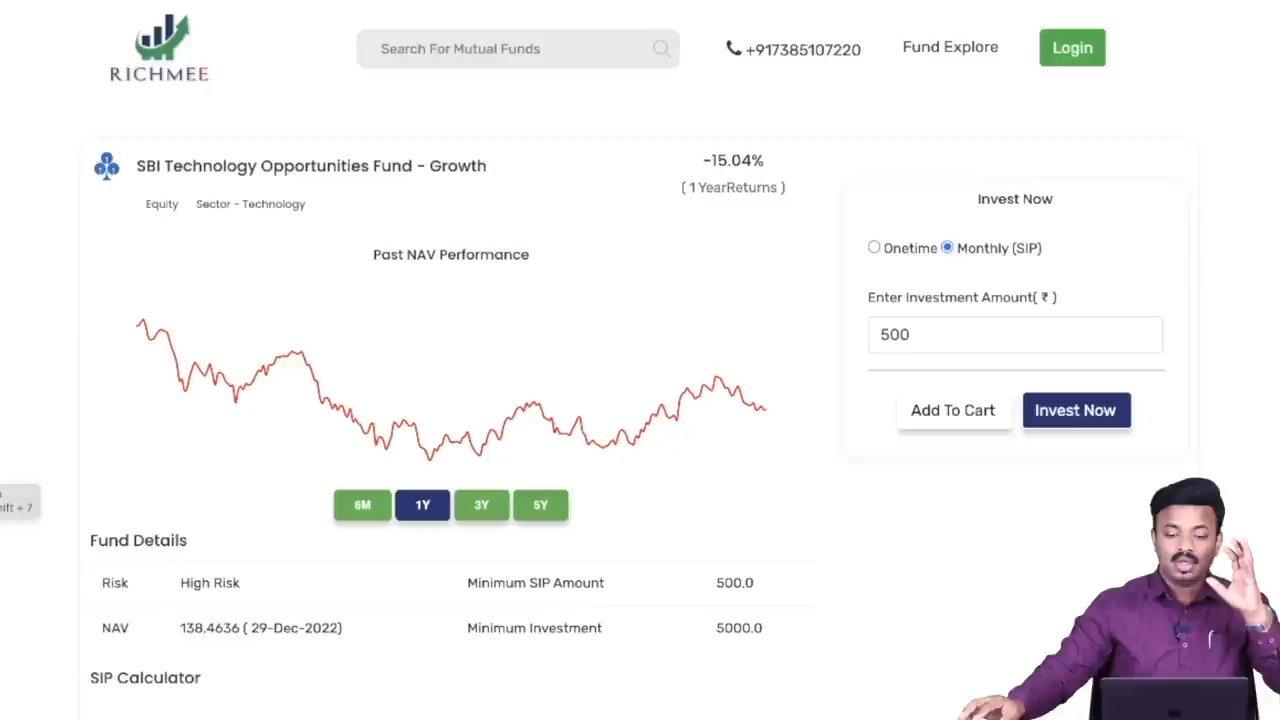 RICHMEE
Search For Mutual Funds
+917385107220
Fund Explore
Login
SBI Technology Opportunities Fund - Growth
Equity
Sector - Technology
-15.04%
( 1 YearReturns )
Past NAV Performance
6M
1Y
3Y
5Y
Invest Now
Onetime
Monthly (SIP)
Enter Investment Amount( ₹ )
500
Add To Cart
Invest Now
Fund Details
Risk
High Risk
Minimum SIP Amount
500.0
NAV
138.4636 ( 29-Dec-2022)
Minimum Investment
5000.0
SIP Calculator